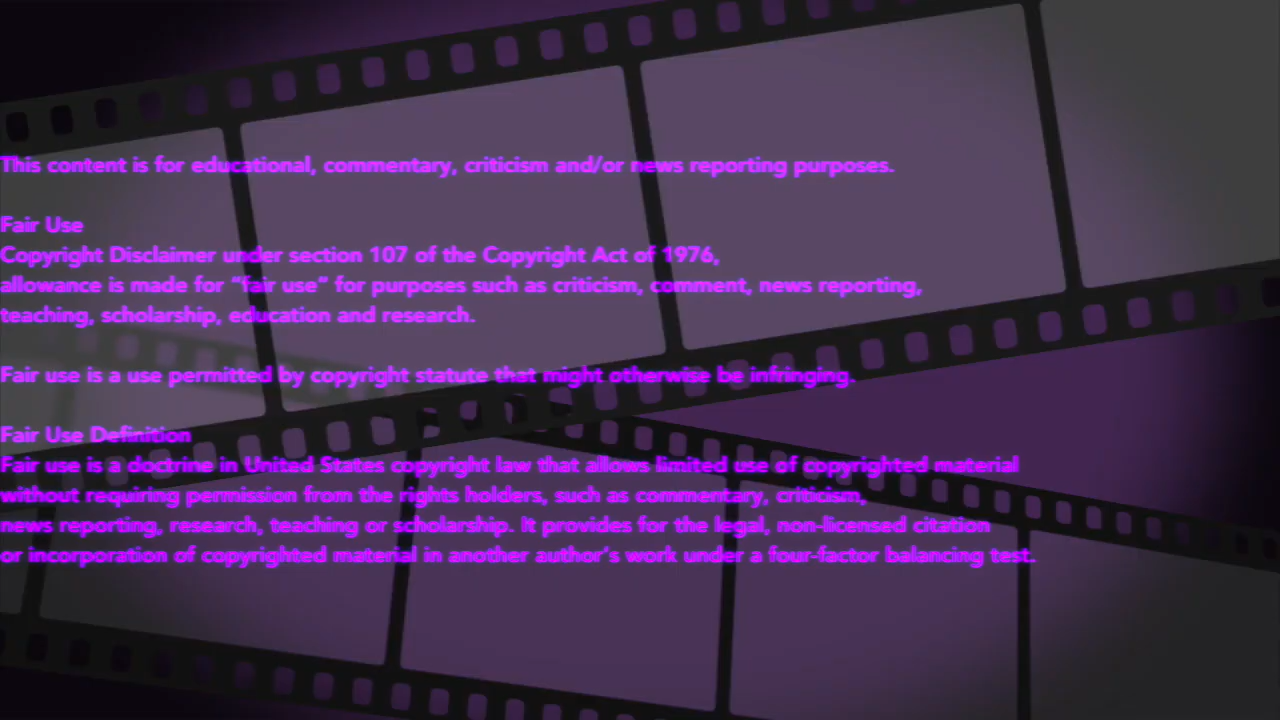 This content is for educational, commentary, criticism and/or news reporting purposes.
Fair Use
Copyright Disclaimer under section 107 of the Copyright Act of 1976,
allowance is made for “fair use” for purposes such as criticism, comment, news reporting,
teaching, scholarship, education and research.
Fair use is a use permitted by copyright statute that might otherwise be infringing.
Fair Use Definition
Fair use is a doctrine in United States copyright law that allows limited use of copyrighted material
without requiring permission from the rights holders, such as commentary, criticism,
news reporting, research, teaching or scholarship. It provides for the legal, non-licensed citation
or incorporation of copyrighted material in another author’s work under a four-factor balancing test.